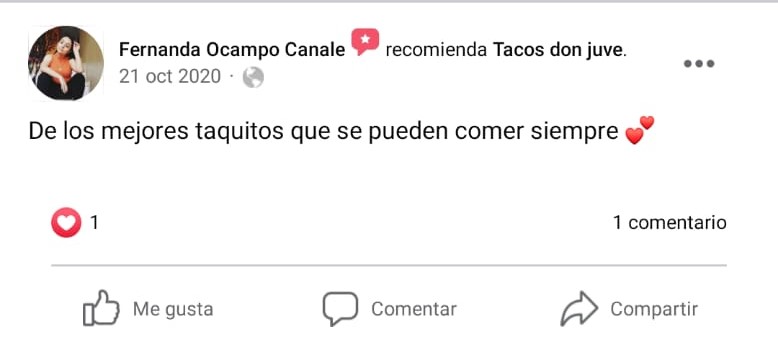 Fernanda Ocampo Canale recomienda Tacos don juve.
21 oct 2020 ·
De los mejores taquitos que se pueden comer siempre 💕
1 1 comentario
Me gusta Comentar Compartir